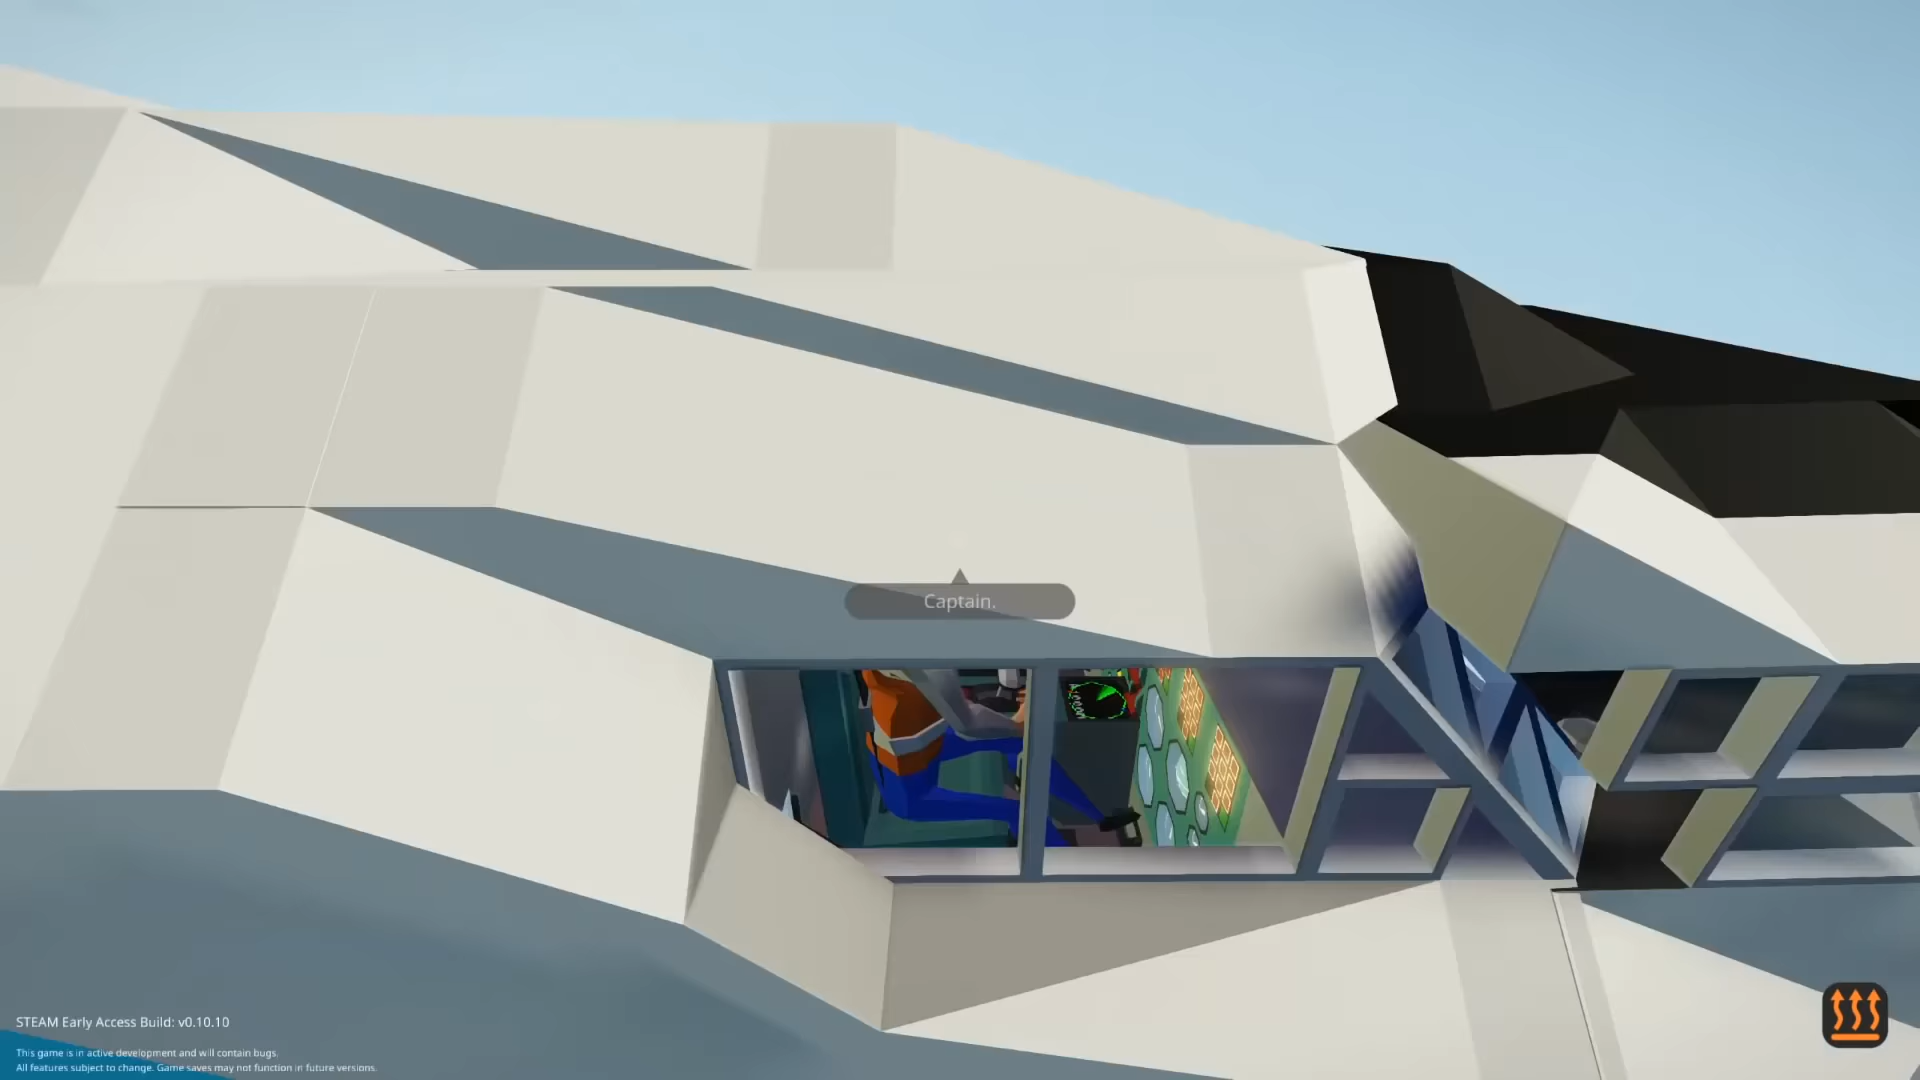 Captain.
STEAM Early Access Build: v0.10.10
This game is in active development and will contain bugs.
All features subject to change. Game saves may not function in future versions.